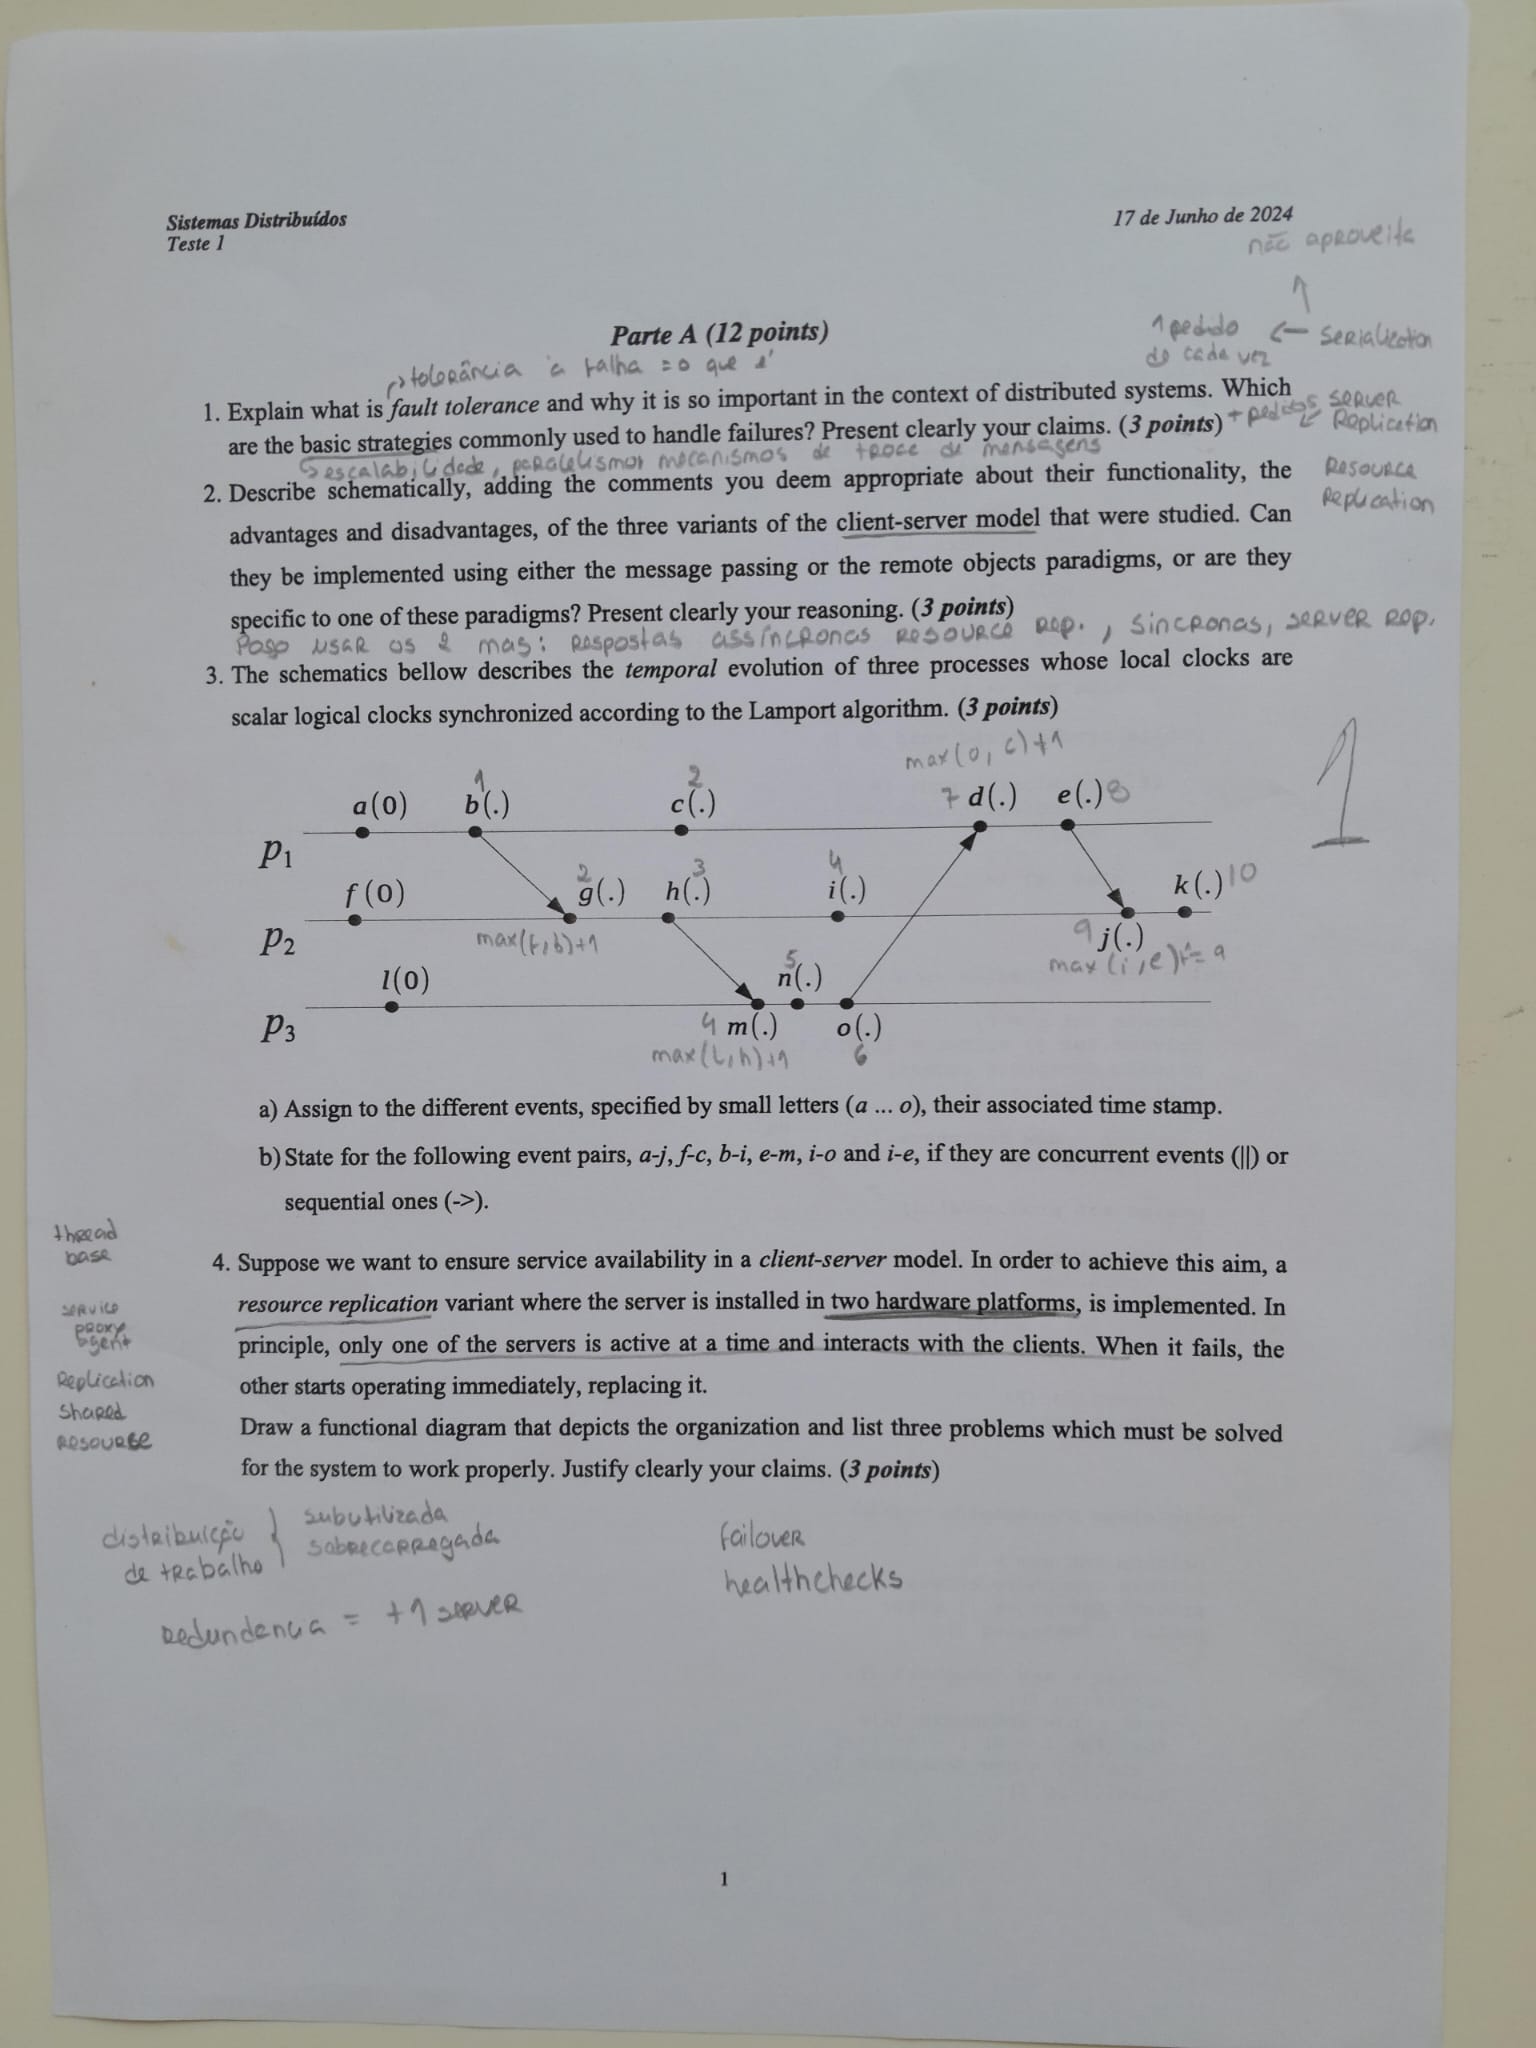 Sistemas Distribuídos
Teste 1
17 de Junho de 2024
não aproveita
Parte A (12 points)
1 pedido <- serialization
de cada vez
tolerância à falha = o que é
1. Explain what is fault tolerance and why it is so important in the context of distributed systems. Which
are the basic strategies commonly used to handle failures? Present clearly your claims. (3 points)
+ pedidos server
Replication
escalabilidade, paralelismo, mecanismos de troca de mensagens
2. Describe schematically, adding the comments you deem appropriate about their functionality, the
advantages and disadvantages, of the three variants of the client-server model that were studied. Can
they be implemented using either the message passing or the remote objects paradigms, or are they
specific to one of these paradigms? Present clearly your reasoning. (3 points)
Resource
Replication
Poso usar os 2 mas: respostas assíncronas resource rep., síncronas, server rep.
3. The schematics bellow describes the temporal evolution of three processes whose local clocks are
scalar logical clocks synchronized according to the Lamport algorithm. (3 points)
1
max(o, c)+1
1 2
a(0) b(.) c(.) 7 d(.) e(.) 8
p1
2 3 4
f(0) g(.) h(.) i(.) k(.) 10
p2
max(f,b)+1 9 j(.)
max(i,e)+1=9
5
l(0) n(.)
p3
4 m(.) o(.)
max(l,h)+1 6
a) Assign to the different events, specified by small letters (a ... o), their associated time stamp.
b) State for the following event pairs, a-j, f-c, b-i, e-m, i-o and i-e, if they are concurrent events (||) or
sequential ones (->).
thread
base
service
proxy
agent
Replication
shared
resource
4. Suppose we want to ensure service availability in a client-server model. In order to achieve this aim, a
resource replication variant where the server is installed in two hardware platforms, is implemented. In
principle, only one of the servers is active at a time and interacts with the clients. When it fails, the
other starts operating immediately, replacing it.
Draw a functional diagram that depicts the organization and list three problems which must be solved
for the system to work properly. Justify clearly your claims. (3 points)
distribuição
de trabalho
subutilizada
sobrecarregada
failover
healthchecks
redundancia = +1 server
1